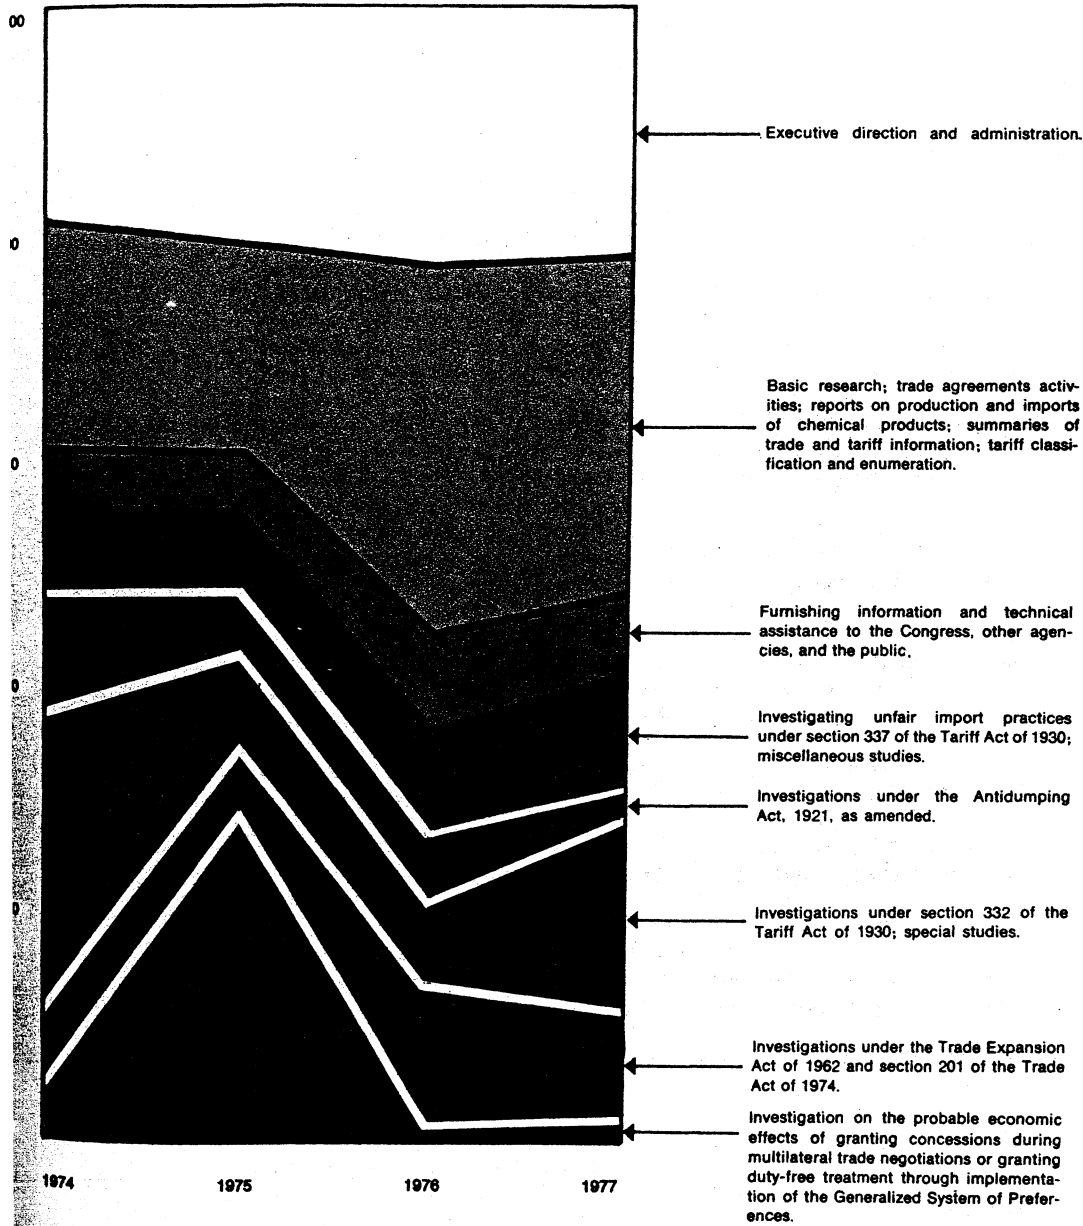 00
0
0
0
0
Executive direction and administration.
Basic research; trade agreements activ-
ities; reports on production and imports
of chemical products; summaries of
trade and tariff information; tariff classi-
fication and enumeration.
Furnishing information and technical
assistance to the Congress, other agen-
cies, and the public.
Investigating unfair import practices
under section 337 of the Tariff Act of 1930;
miscellaneous studies.
Investigations under the Antidumping
Act, 1921, as amended.
Investigations under section 332 of the
Tariff Act of 1930; special studies.
Investigations under the Trade Expansion
Act of 1962 and section 201 of the Trade
Act of 1974.
Investigation on the probable economic
effects of granting concessions during
multilateral trade negotiations or granting
duty-free treatment through implementa-
tion of the Generalized System of Prefer-
ences.
1974 1975 1976 1977